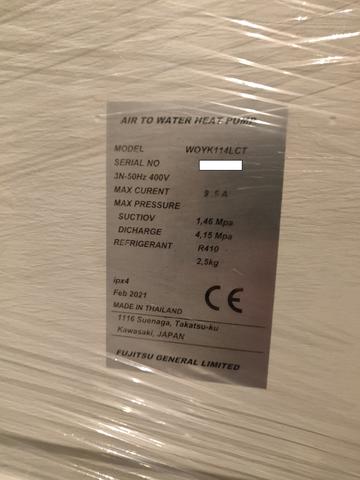 AIR TO WATER HEAT PUMP
MODEL WOYK114LCT
SERIAL NO
3N-50Hz 400V
MAX CURENT 9.5 A
MAX PRESSURE
SUCTIOV 1,46 Mpa
DICHARGE 4,15 Mpa
REFRIGERANT R410
2,5kg
ipx4
Feb 2021
CE
MADE IN THAILAND
1116 Suenaga, Takatsu-ku
Kawasaki, JAPAN
FUJITSU GENERAL LIMITED